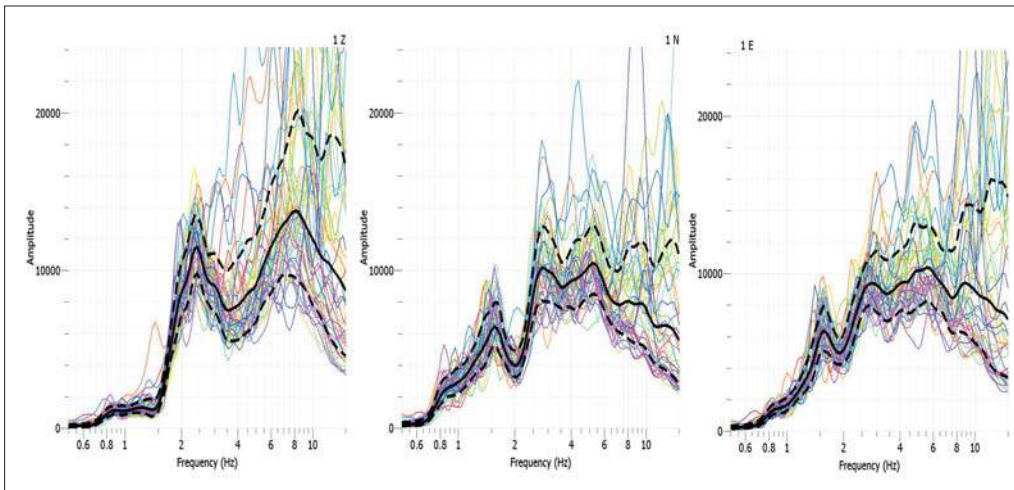 1 Z
20000
10000
0
Amplitude
0.6 0.8 1 2 4 6 8 10
Frequency (Hz)
1 N
20000
10000
0
Amplitude
0.6 0.8 1 2 4 6 8 10
Frequency (Hz)
1 E
20000
10000
0
Amplitude
0.6 0.8 1 2 4 6 8 10
Frequency (Hz)